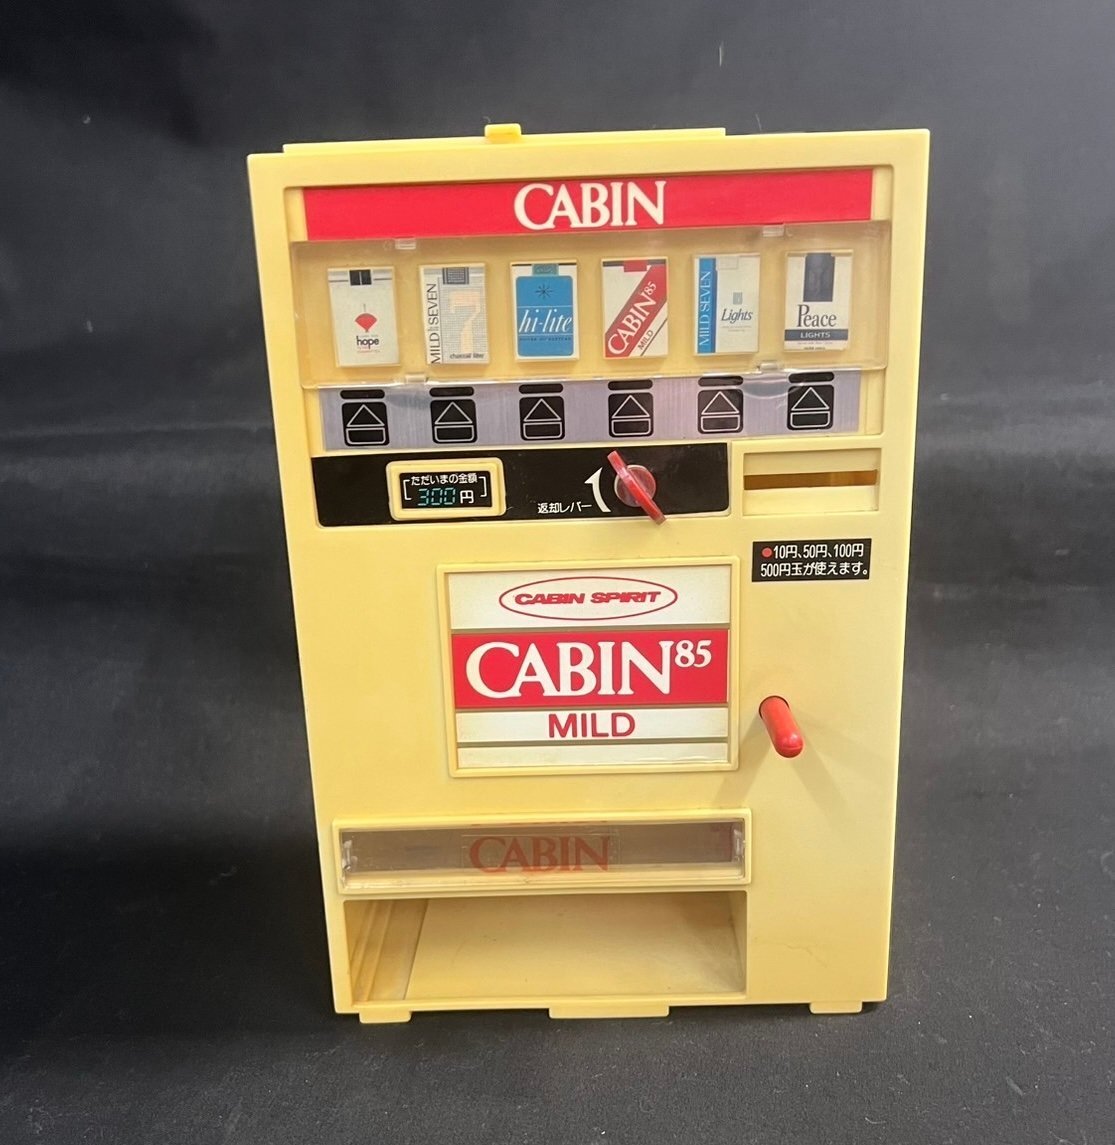 CABIN
hope
MILD SEVEN
7
charcoal filter
hi-lite
CABIN85
MILD
MILD SEVEN
Lights
Peace
LIGHTS
ただいまの金額
300円
返却レバー
●10円、50円、100円
500円玉が使えます。
CABIN SPIRIT
CABIN85
MILD
CABIN